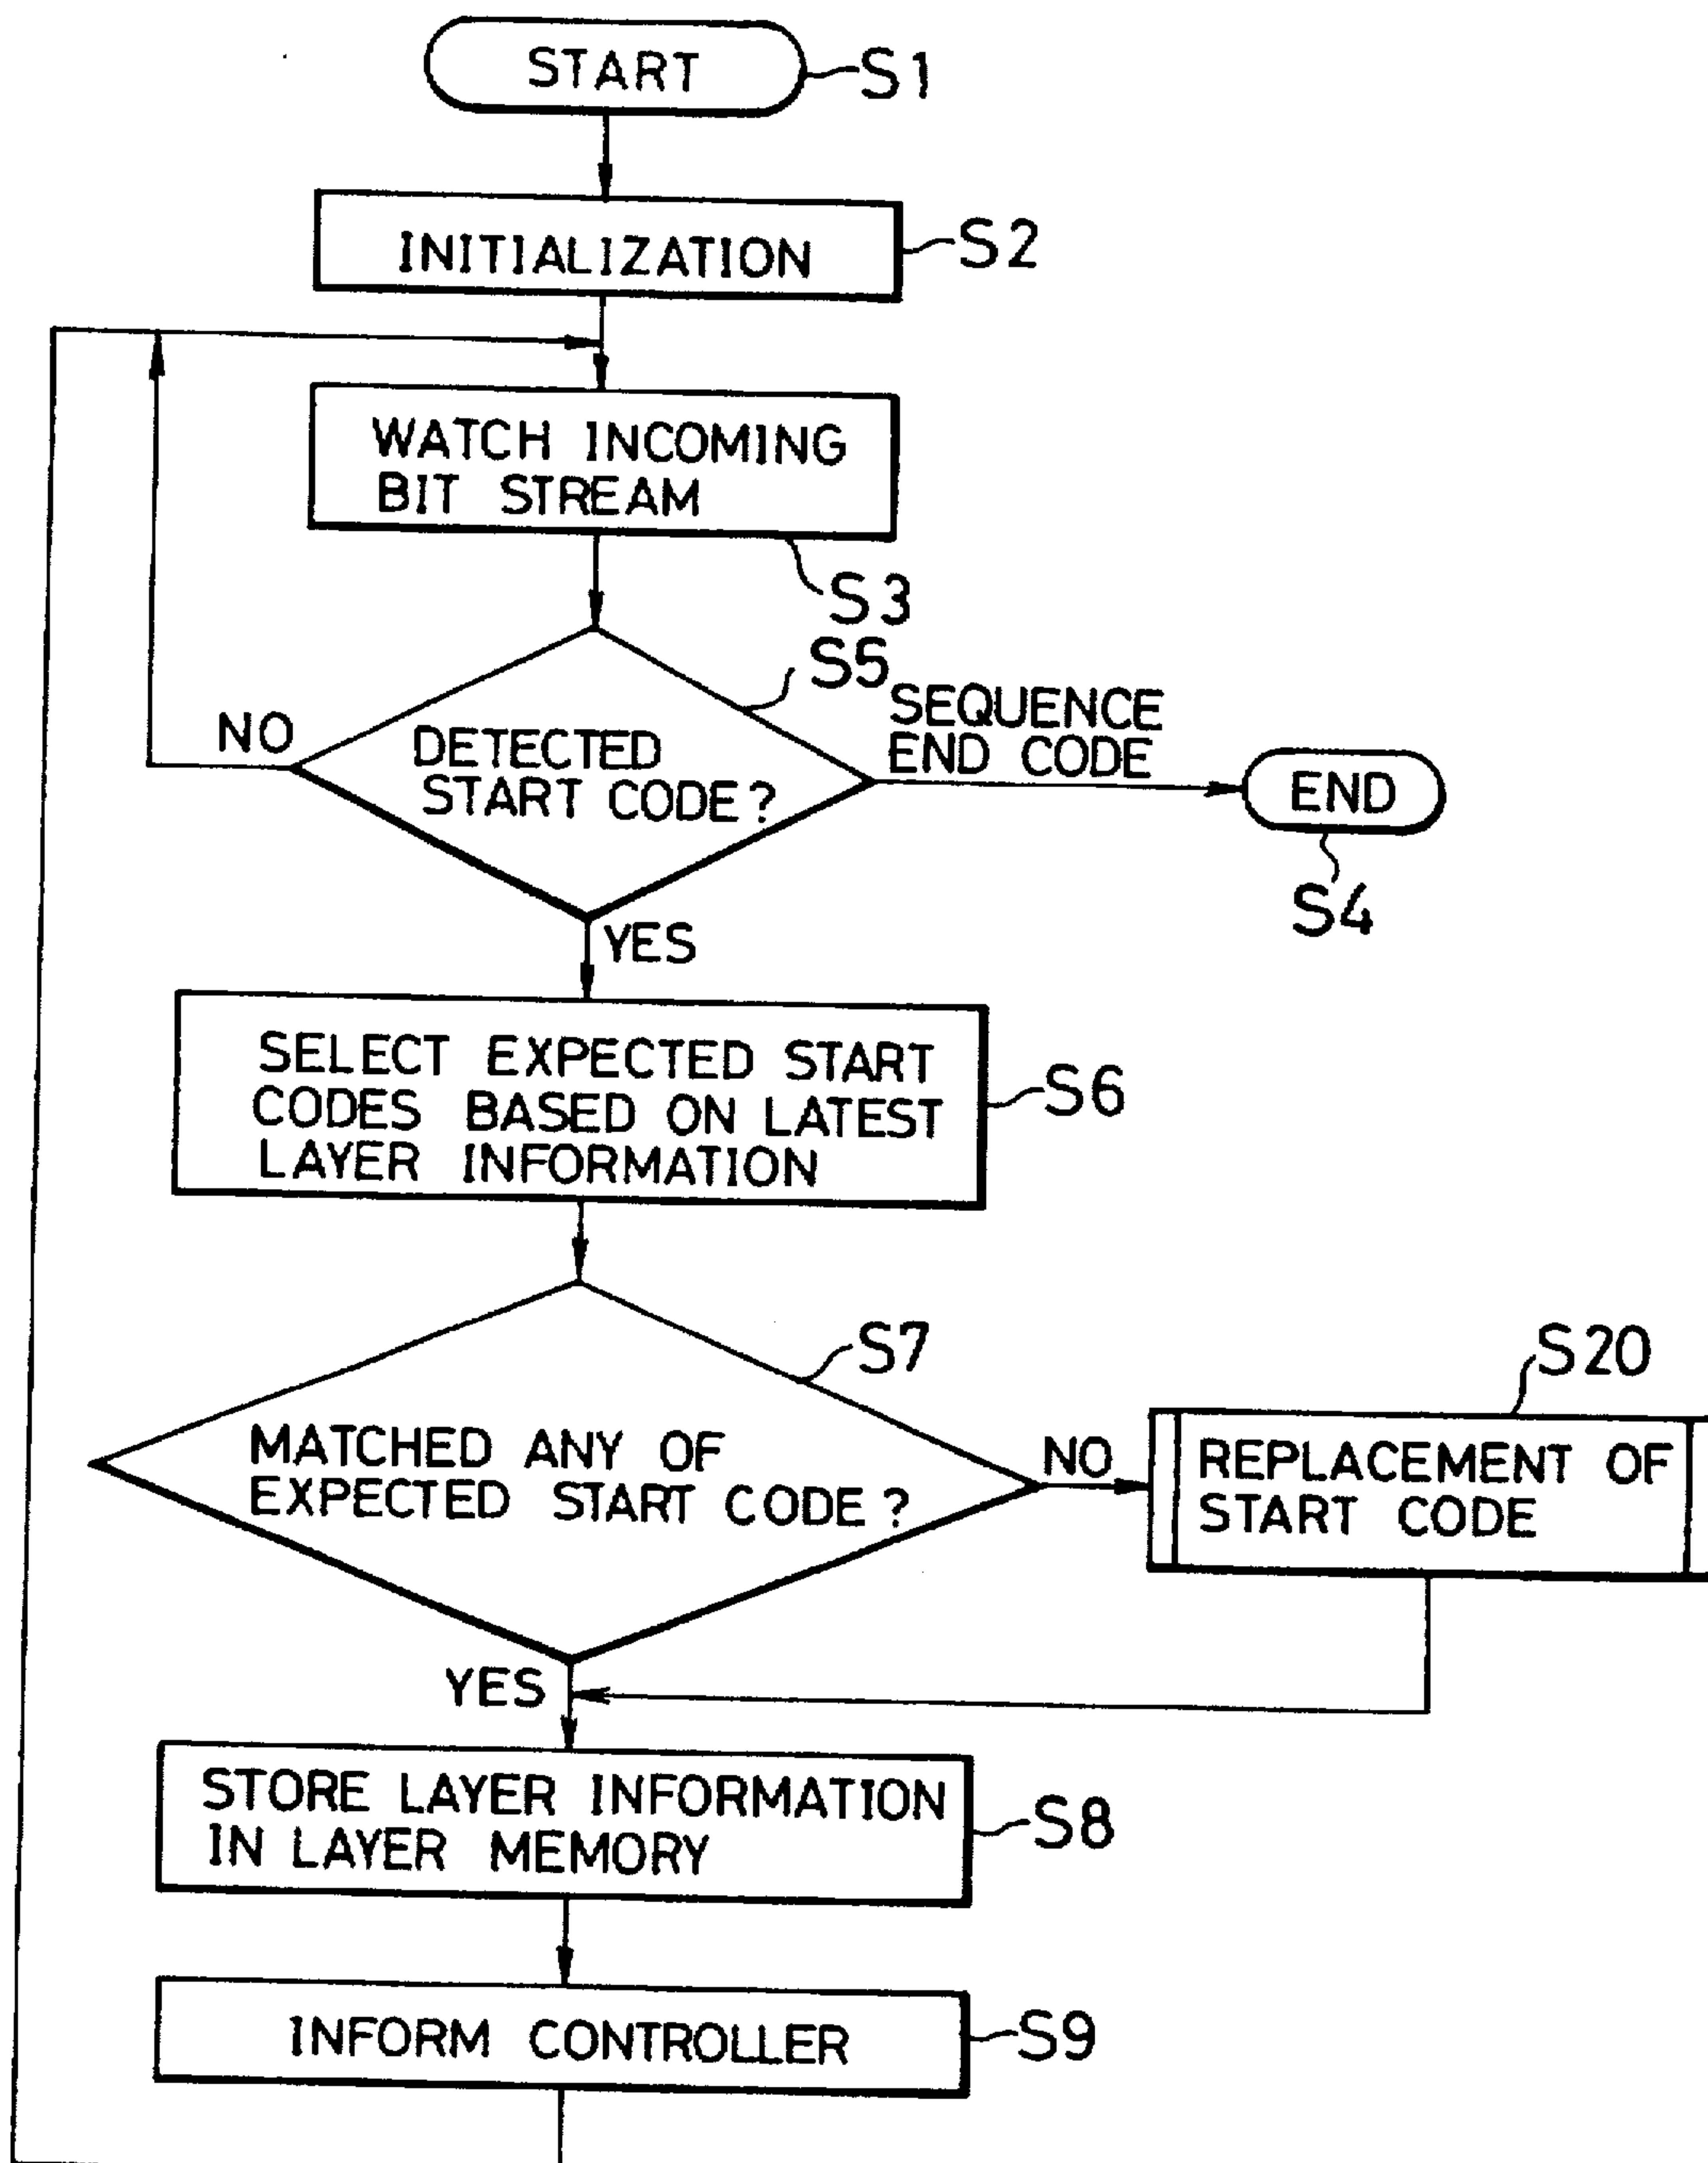 START
S1
INITIALIZATION
S2
WATCH INCOMING
BIT STREAM
S3
S5
NO
DETECTED
START CODE?
SEQUENCE
END CODE
END
S4
YES
SELECT EXPECTED START
CODES BASED ON LATEST
LAYER INFORMATION
S6
S7
MATCHED ANY OF
EXPECTED START CODE?
NO
S20
REPLACEMENT OF
START CODE
YES
STORE LAYER INFORMATION
IN LAYER MEMORY
S8
INFORM CONTROLLER
S9